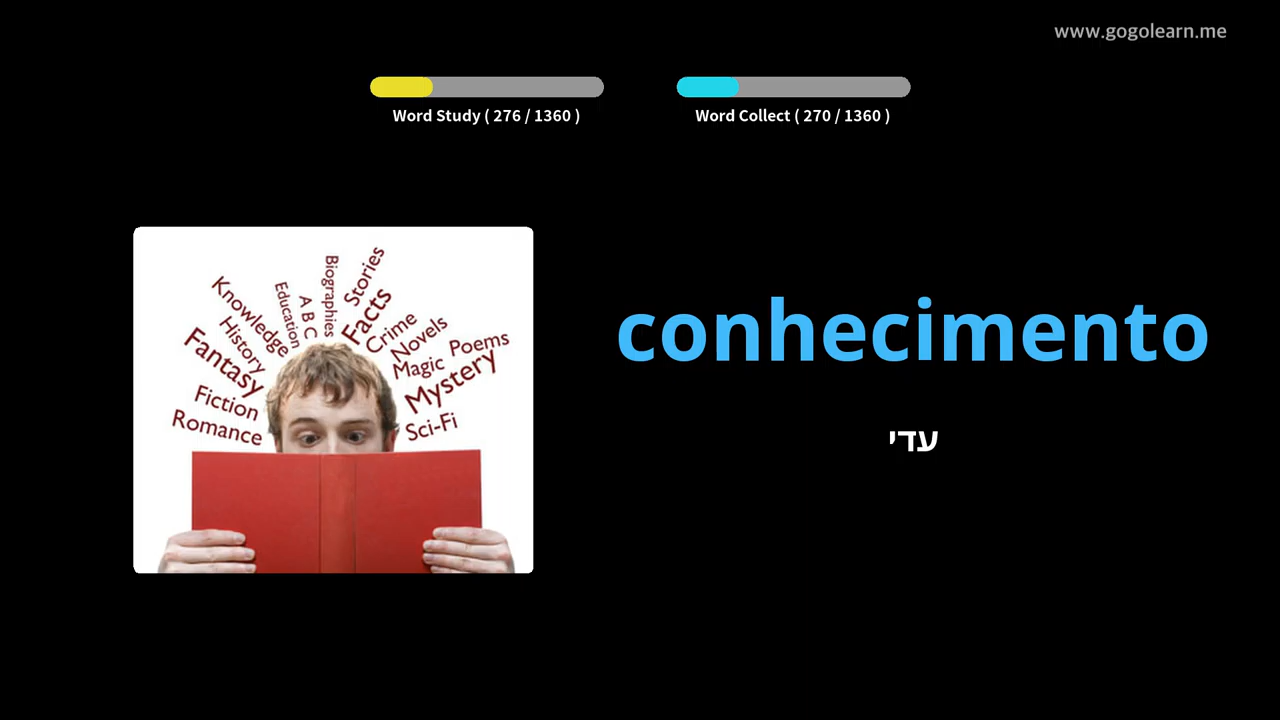 www.gogolearn.me
Word Study ( 276 / 1360 )
Word Collect ( 270 / 1360 )
Biographies
Stories
Education
A B C
Facts
Knowledge
Crime
History
Novels
Fantasy
Magic
Poems
Mystery
Fiction
Romance
Sci-Fi
conhecimento
עדי